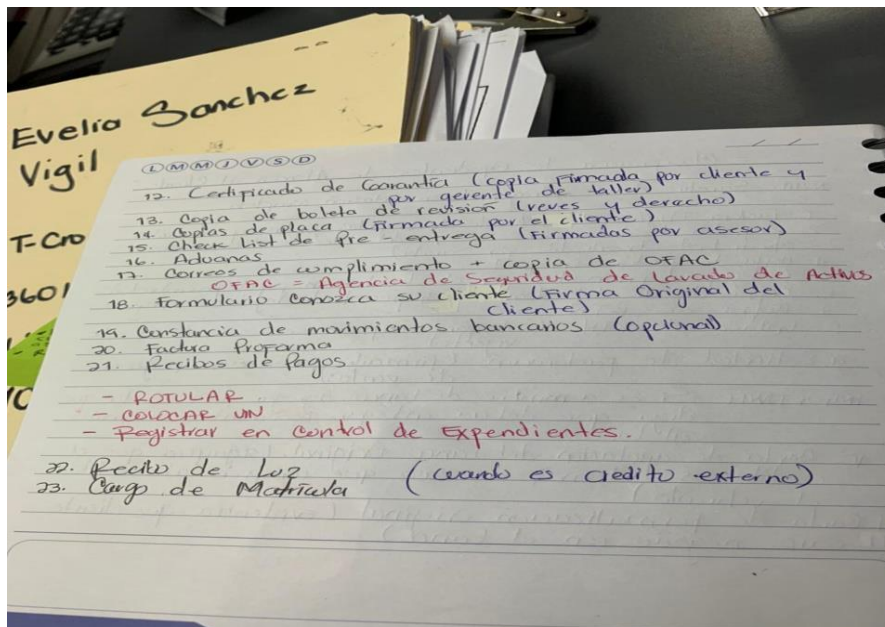 Evelia Sanchez
Vigil
T-Cro
3601
L M M J V S D
12. Certificado de Garantía (copia Firmada por cliente y
por gerente de taller)
13. Copia de boleta de revisión (reves y derecho)
14. Copias de placa (Firmada por el cliente)
15. Check List de Pre-entrega (Firmadas por asesor)
16. Aduanas
17. Correos de cumplimiento + copia de OFAC
OFAC = Agencia de Seguridad de Lavado de Activos
18. Formulario Conozca su cliente (Firma Original del
cliente)
19. Constancia de movimientos bancarios (opcional)
20. Factura Proforma
21. Recibos de Pagos
- ROTULAR
- COLOCAR VIN
- Registrar en Control de Expendientes.
22. Recibo de Luz (cuando es credito externo)
23. Cargo de Matrícula